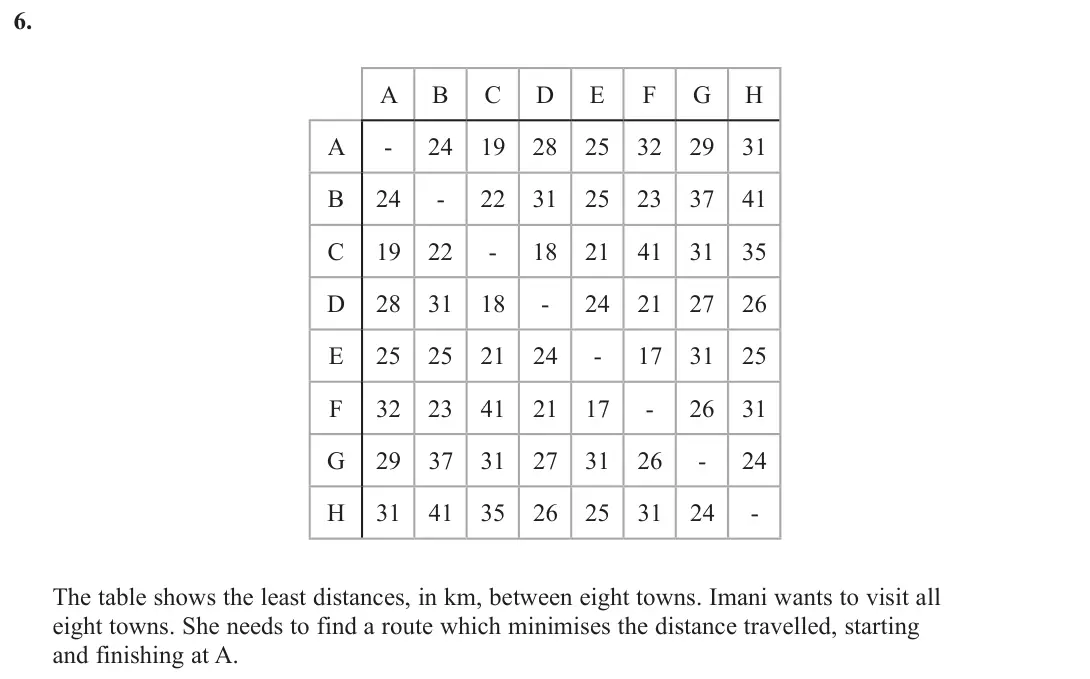 6.
A B C D E F G H
A - 24 19 28 25 32 29 31
B 24 - 22 31 25 23 37 41
C 19 22 - 18 21 41 31 35
D 28 31 18 - 24 21 27 26
E 25 25 21 24 - 17 31 25
F 32 23 41 21 17 - 26 31
G 29 37 31 27 31 26 - 24
H 31 41 35 26 25 31 24 -
The table shows the least distances, in km, between eight towns. Imani wants to visit all
eight towns. She needs to find a route which minimises the distance travelled, starting
and finishing at A.